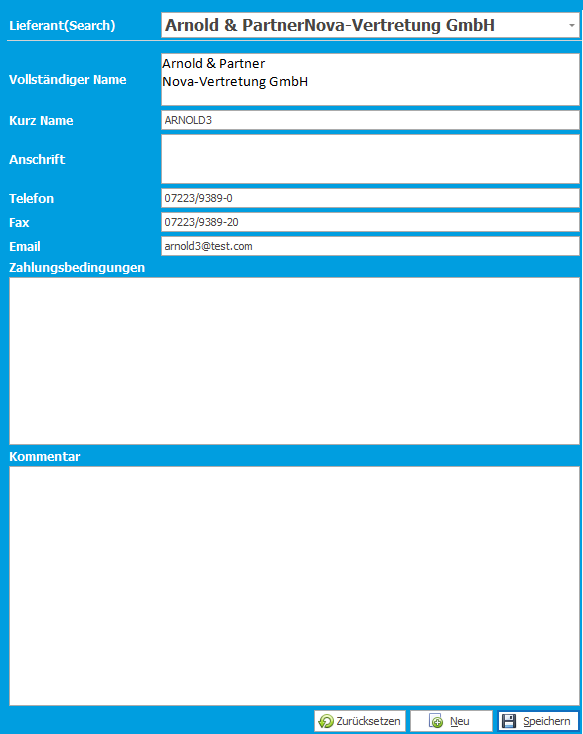 Lieferant(Search) Arnold & PartnerNova-Vertretung GmbH
Vollständiger Name
Arnold & Partner
Nova-Vertretung GmbH
Kurz Name ARNOLD3
Anschrift
Telefon 07223/9389-0
Fax 07223/9389-20
Email arnold3@test.com
Zahlungsbedingungen
Kommentar
Zurücksetzen Neu Speichern